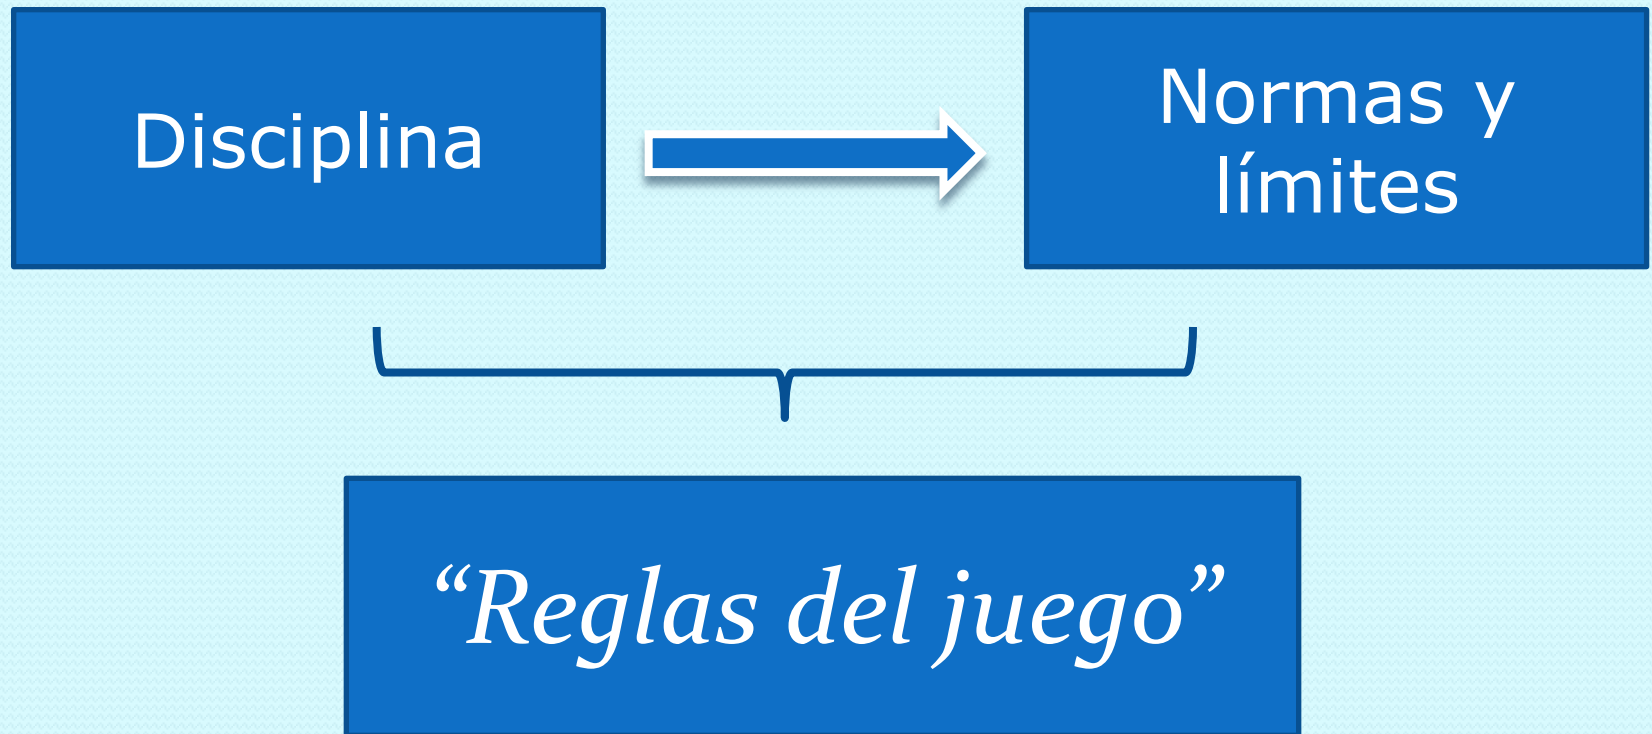 Disciplina
Normas y
límites
“Reglas del juego”